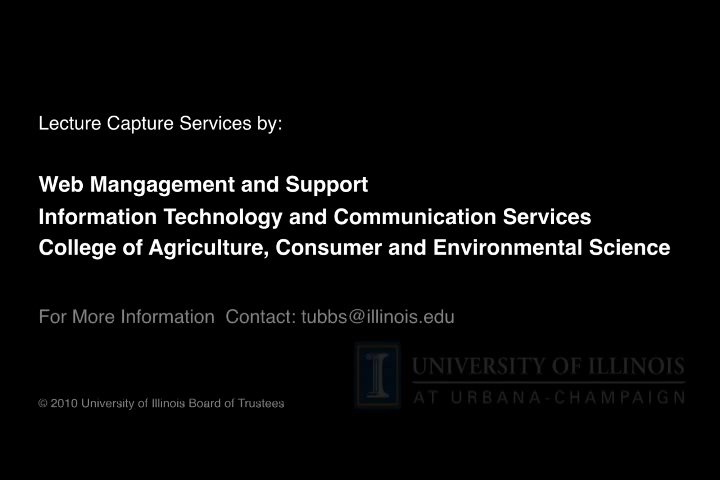 Lecture Capture Services by:
Web Mangagement and Support
Information Technology and Communication Services
College of Agriculture, Consumer and Environmental Science
For More Information  Contact: tubbs@illinois.edu
I
UNIVERSITY OF ILLINOIS
AT URBANA-CHAMPAIGN
© 2010 University of Illinois Board of Trustees